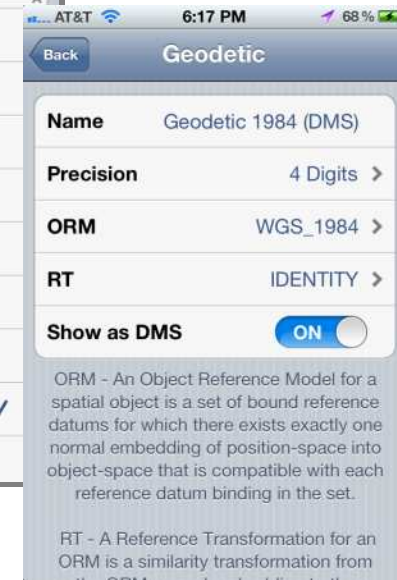 AT&T 6:17 PM 68%
Back Geodetic
Name Geodetic 1984 (DMS)
Precision 4 Digits
ORM WGS_1984
RT IDENTITY
Show as DMS ON
ORM - An Object Reference Model for a
spatial object is a set of bound reference
datums for which there exists exactly one
normal embedding of position-space into
object-space that is compatible with each
reference datum binding in the set.
RT - A Reference Transformation for an
ORM is a similarity transformation from